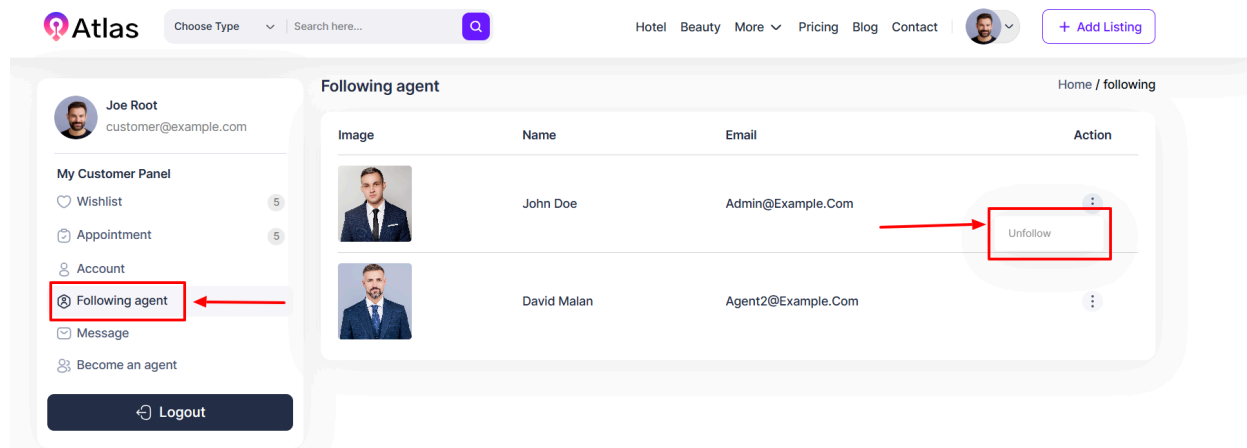 Atlas
Choose Type
Search here...
Hotel Beauty More Pricing Blog Contact
+ Add Listing
Joe Root
customer@example.com
My Customer Panel
Wishlist 5
Appointment 5
Account
Following agent
Message
Become an agent
Logout
Following agent
Home / following
Image Name Email Action
John Doe Admin@Example.Com
Unfollow
David Malan Agent2@Example.Com